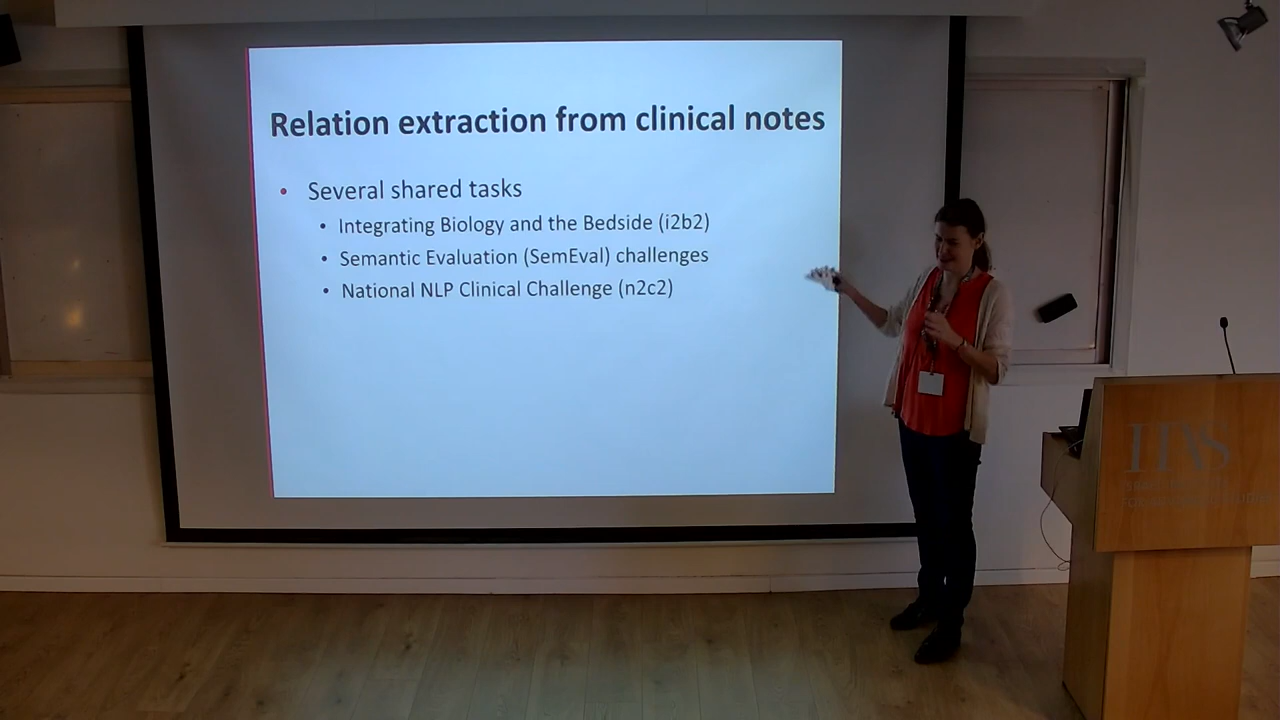 Relation extraction from clinical notes
• Several shared tasks
• Integrating Biology and the Bedside (i2b2)
• Semantic Evaluation (SemEval) challenges
• National NLP Clinical Challenge (n2c2)